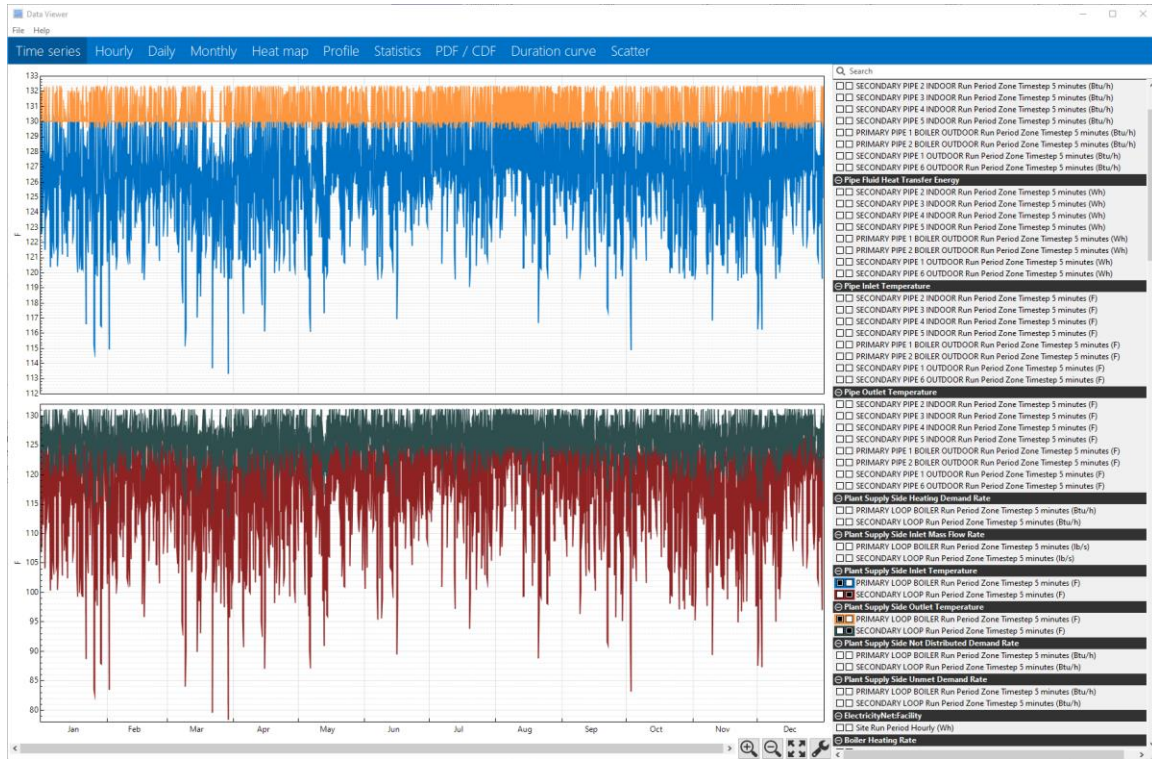 Data Viewer
File Help
Time series Hourly Daily Monthly Heat map Profile Statistics PDF / CDF Duration curve Scatter
133
132
131
130
129
128
127
126
125
124
123
122
121
120
119
118
117
116
115
114
113
112
F
130
125
120
115
110
105
100
95
90
85
80
F
Jan Feb Mar Apr May Jun Jul Aug Sep Oct Nov Dec
Search
SECONDARY PIPE 2 INDOOR Run Period Zone Timestep 5 minutes (Btu/h)
SECONDARY PIPE 3 INDOOR Run Period Zone Timestep 5 minutes (Btu/h)
SECONDARY PIPE 4 INDOOR Run Period Zone Timestep 5 minutes (Btu/h)
SECONDARY PIPE 5 INDOOR Run Period Zone Timestep 5 minutes (Btu/h)
PRIMARY PIPE 2 BOILER OUTDOOR Run Period Zone Timestep 5 minutes (Btu/h)
SECONDARY PIPE 1 OUTDOOR Run Period Zone Timestep 5 minutes (Btu/h)
SECONDARY PIPE 6 OUTDOOR Run Period Zone Timestep 5 minutes (Btu/h)
Pipe Fluid Heat Transfer Energy
SECONDARY PIPE 2 INDOOR Run Period Zone Timestep 5 minutes (Wh)
SECONDARY PIPE 3 INDOOR Run Period Zone Timestep 5 minutes (Wh)
SECONDARY PIPE 4 INDOOR Run Period Zone Timestep 5 minutes (Wh)
SECONDARY PIPE 5 INDOOR Run Period Zone Timestep 5 minutes (Wh)
PRIMARY PIPE 1 BOILER OUTDOOR Run Period Zone Timestep 5 minutes (Wh)
PRIMARY PIPE 2 BOILER OUTDOOR Run Period Zone Timestep 5 minutes (Wh)
SECONDARY PIPE 1 OUTDOOR Run Period Zone Timestep 5 minutes (Wh)
SECONDARY PIPE 6 OUTDOOR Run Period Zone Timestep 5 minutes (Wh)
Pipe Inlet Temperature
SECONDARY PIPE 2 INDOOR Run Period Zone Timestep 5 minutes (F)
SECONDARY PIPE 3 INDOOR Run Period Zone Timestep 5 minutes (F)
SECONDARY PIPE 4 INDOOR Run Period Zone Timestep 5 minutes (F)
SECONDARY PIPE 5 INDOOR Run Period Zone Timestep 5 minutes (F)
PRIMARY PIPE 1 BOILER OUTDOOR Run Period Zone Timestep 5 minutes (F)
PRIMARY PIPE 2 BOILER OUTDOOR Run Period Zone Timestep 5 minutes (F)
SECONDARY PIPE 1 OUTDOOR Run Period Zone Timestep 5 minutes (F)
SECONDARY PIPE 6 OUTDOOR Run Period Zone Timestep 5 minutes (F)
Pipe Outlet Temperature
SECONDARY PIPE 2 INDOOR Run Period Zone Timestep 5 minutes (F)
SECONDARY PIPE 3 INDOOR Run Period Zone Timestep 5 minutes (F)
SECONDARY PIPE 4 INDOOR Run Period Zone Timestep 5 minutes (F)
SECONDARY PIPE 5 INDOOR Run Period Zone Timestep 5 minutes (F)
PRIMARY PIPE 1 BOILER OUTDOOR Run Period Zone Timestep 5 minutes (F)
PRIMARY PIPE 2 BOILER OUTDOOR Run Period Zone Timestep 5 minutes (F)
SECONDARY PIPE 1 OUTDOOR Run Period Zone Timestep 5 minutes (F)
SECONDARY PIPE 6 OUTDOOR Run Period Zone Timestep 5 minutes (F)
Plant Supply Side Heating Demand Rate
PRIMARY LOOP BOILER Run Period Zone Timestep 5 minutes (Btu/h)
SECONDARY LOOP Run Period Zone Timestep 5 minutes (Btu/h)
Plant Supply Side Inlet Mass Flow Rate
PRIMARY LOOP BOILER Run Period Zone Timestep 5 minutes (lb/s)
SECONDARY LOOP Run Period Zone Timestep 5 minutes (lb/s)
Plant Supply Side Inlet Temperature
PRIMARY LOOP BOILER Run Period Zone Timestep 5 minutes (F)
SECONDARY LOOP Run Period Zone Timestep 5 minutes (F)
Plant Supply Side Outlet Temperature
PRIMARY LOOP BOILER Run Period Zone Timestep 5 minutes (F)
SECONDARY LOOP Run Period Zone Timestep 5 minutes (F)
Plant Supply Side Not Distributed Demand Rate
PRIMARY LOOP BOILER Run Period Zone Timestep 5 minutes (Btu/h)
SECONDARY LOOP Run Period Zone Timestep 5 minutes (Btu/h)
Plant Supply Side Unmet Demand Rate
PRIMARY LOOP BOILER Run Period Zone Timestep 5 minutes (Btu/h)
SECONDARY LOOP Run Period Zone Timestep 5 minutes (Btu/h)
ElectricityNet:Facility
Site Run Period Hourly (Wh)
Boiler Heating Rate